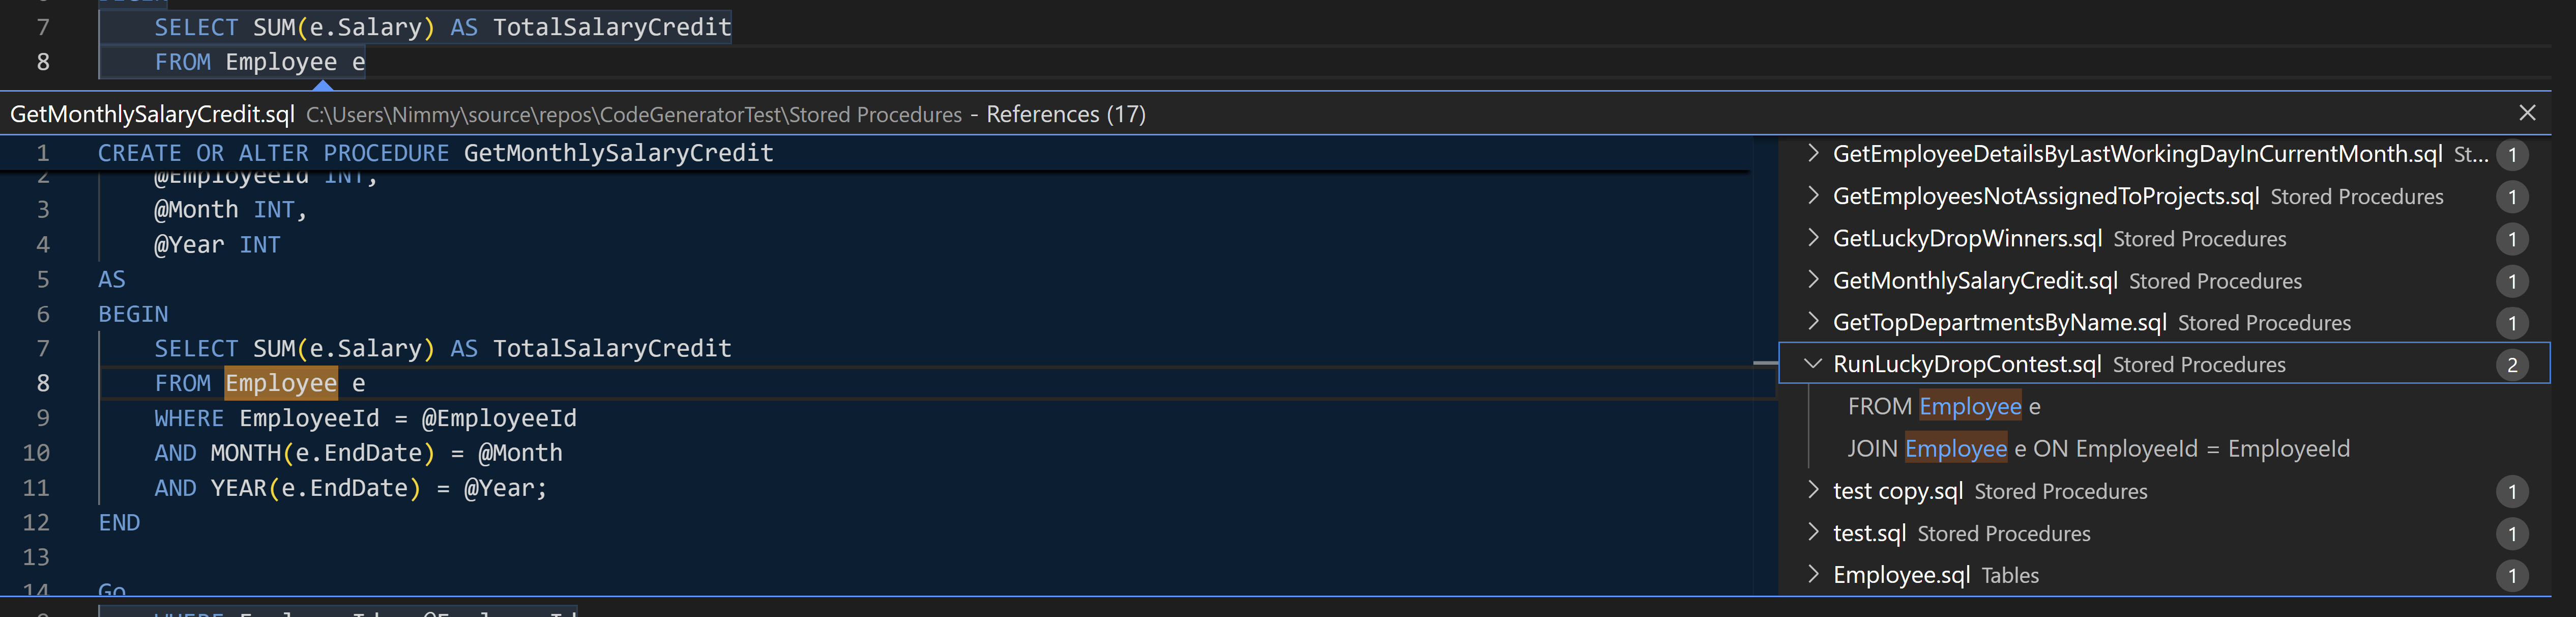 7 SELECT SUM(e.Salary) AS TotalSalaryCredit
8 FROM Employee e
GetMonthlySalaryCredit.sql C:\Users\Nimmy\source\repos\CodeGeneratorTest\Stored Procedures - References (17)
1 CREATE OR ALTER PROCEDURE GetMonthlySalaryCredit
2 @EmployeeId INT,
3 @Month INT,
4 @Year INT
5 AS
6 BEGIN
7 SELECT SUM(e.Salary) AS TotalSalaryCredit
8 FROM Employee e
9 WHERE EmployeeId = @EmployeeId
10 AND MONTH(e.EndDate) = @Month
11 AND YEAR(e.EndDate) = @Year;
12 END
13
14 Go
GetEmployeeDetailsByLastWorkingDayInCurrentMonth.sql St... 1
GetEmployeesNotAssignedToProjects.sql Stored Procedures 1
GetLuckyDropWinners.sql Stored Procedures 1
GetMonthlySalaryCredit.sql Stored Procedures 1
GetTopDepartmentsByName.sql Stored Procedures 1
RunLuckyDropContest.sql Stored Procedures 2
FROM Employee e
JOIN Employee e ON EmployeeId = EmployeeId
test copy.sql Stored Procedures 1
test.sql Stored Procedures 1
Employee.sql Tables 1